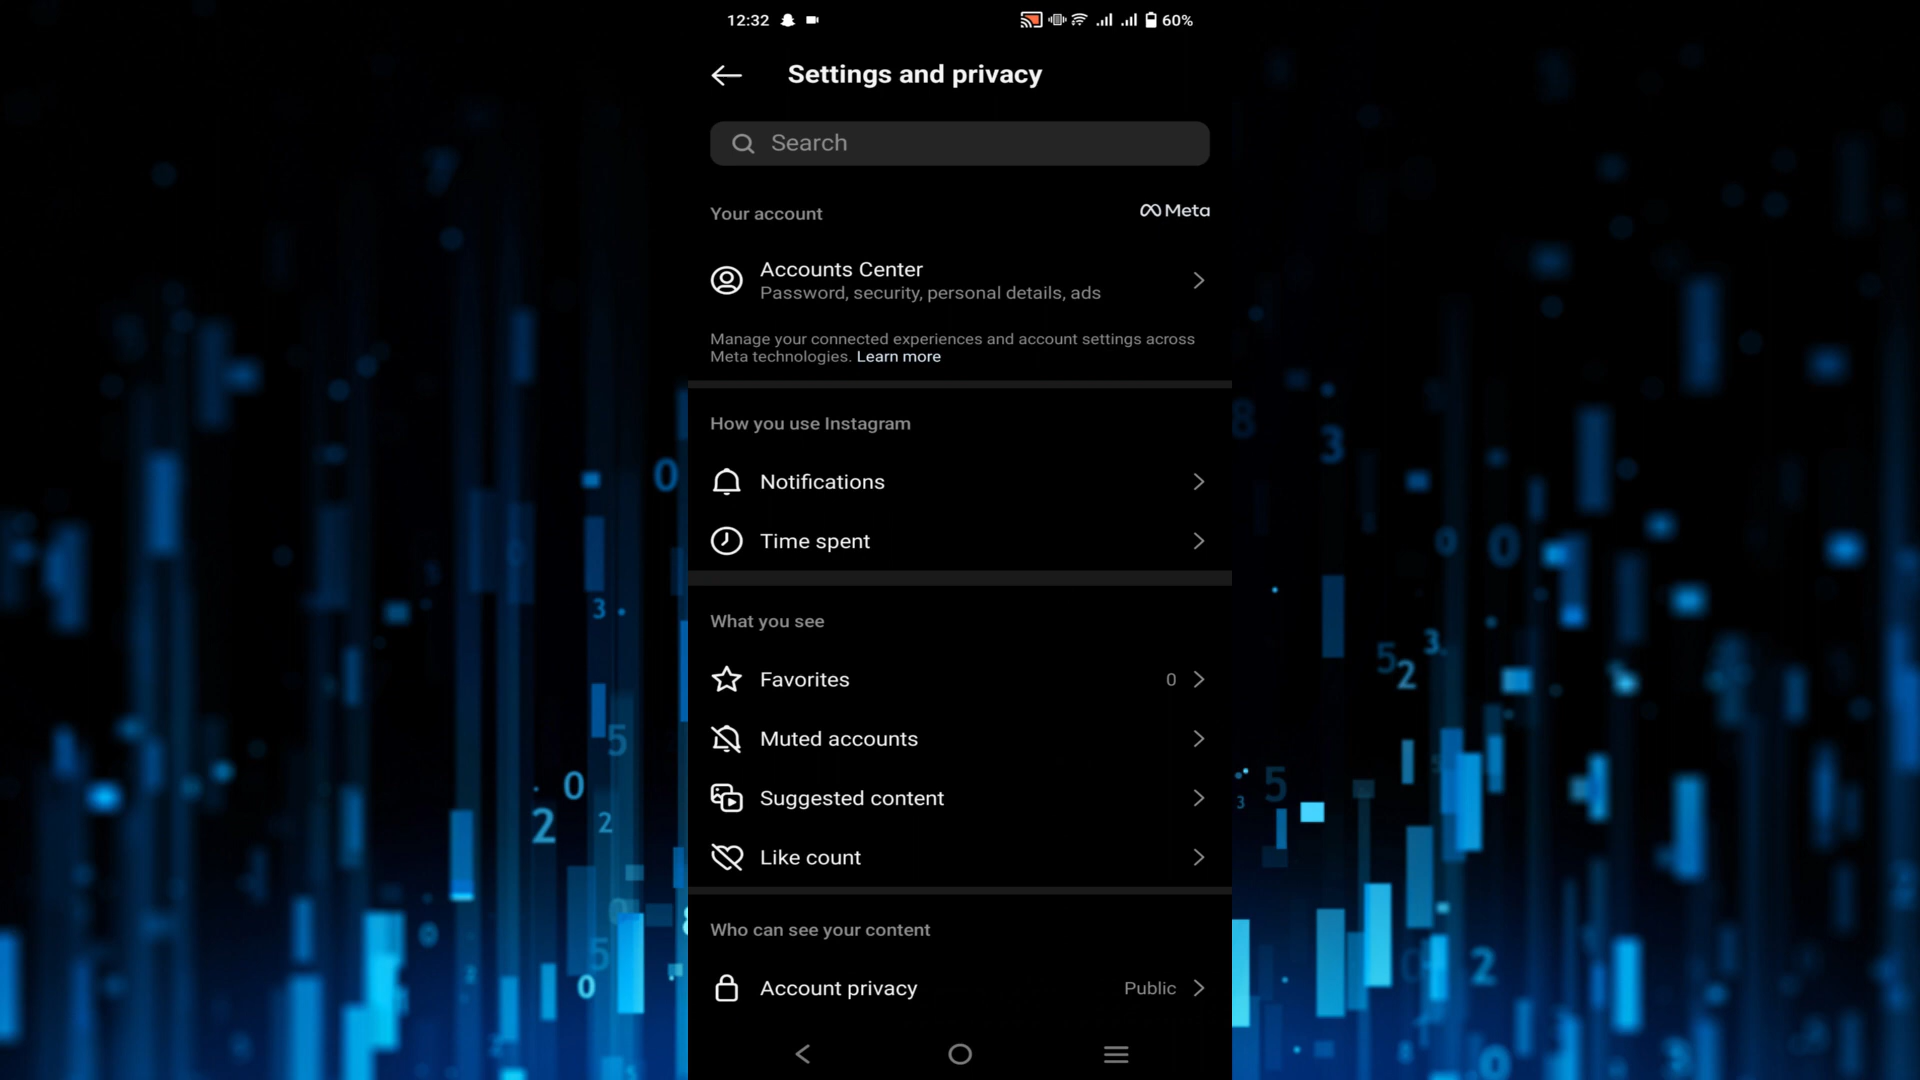 12:32 60%
Settings and privacy
Search
Your account
Meta
Accounts Center
Password, security, personal details, ads
Manage your connected experiences and account settings across
Meta technologies. Learn more
How you use Instagram
Notifications
Time spent
What you see
Favorites 0
Muted accounts
Suggested content
Like count
Who can see your content
Account privacy Public